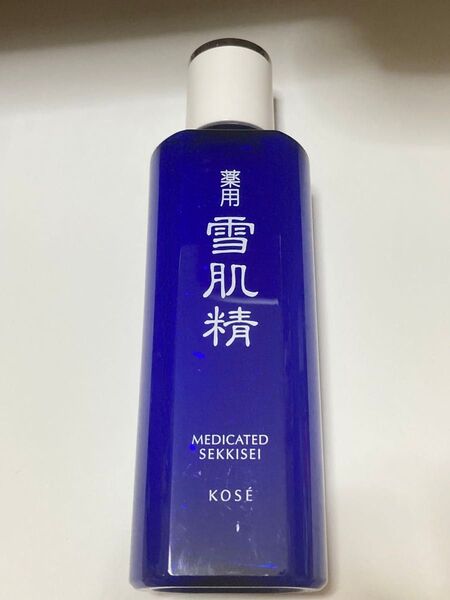 薬用
雪肌精
MEDICATED
SEKKISEI
KOSÉ